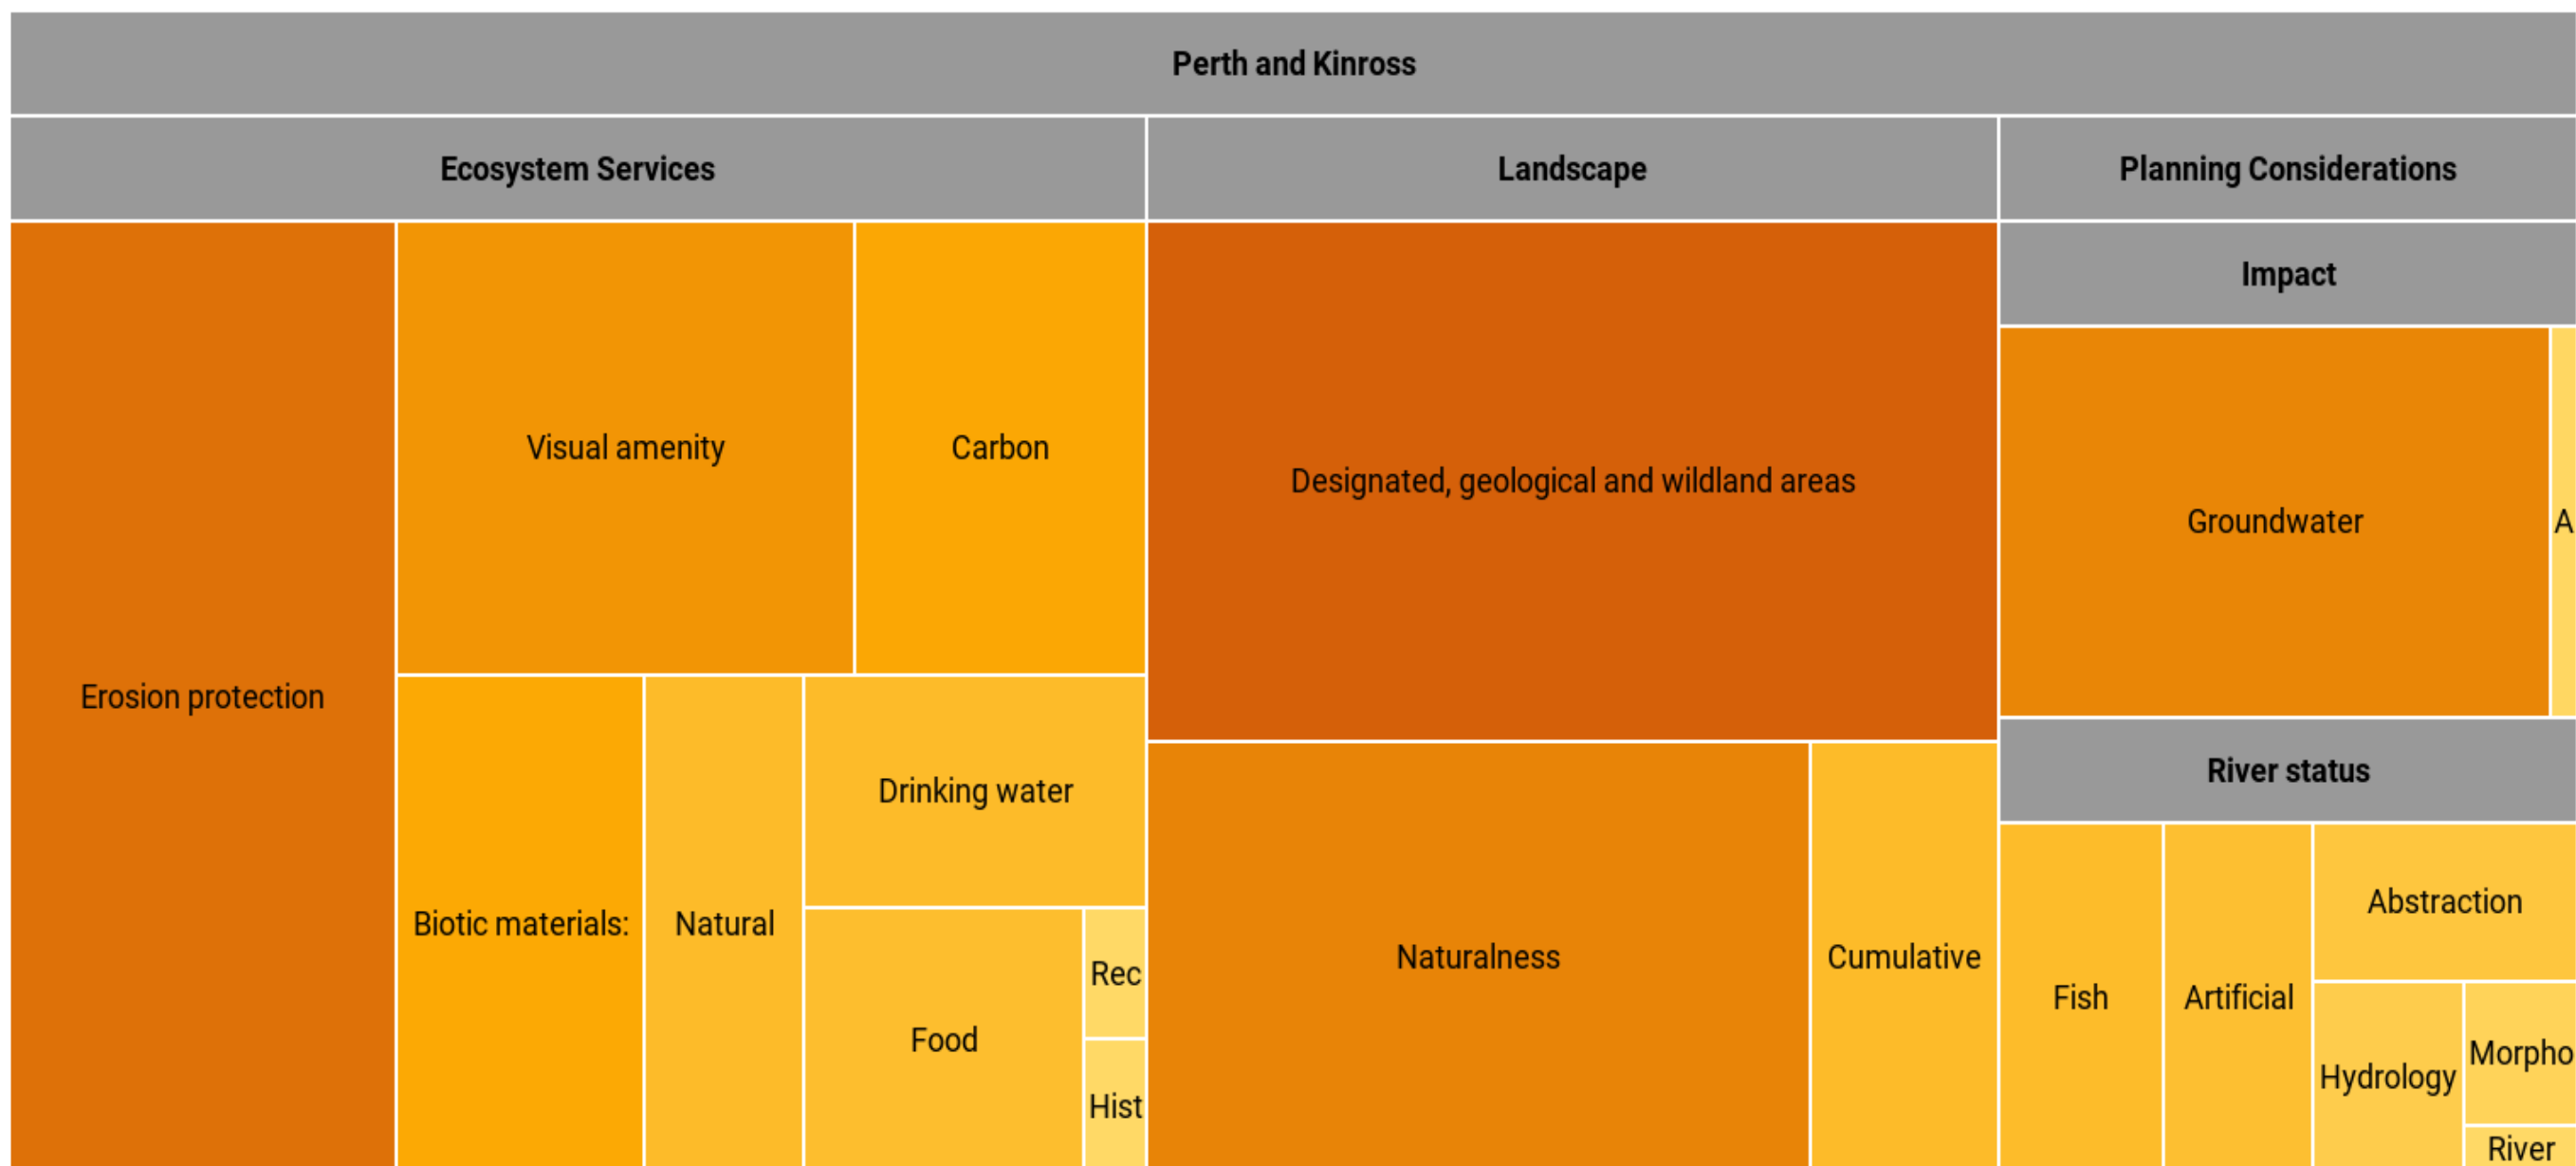 Perth and Kinross
Ecosystem Services
Landscape
Planning Considerations
Impact
Erosion protection
Visual amenity
Carbon
Designated, geological and wildland areas
Groundwater
A
Biotic materials:
Natural
Drinking water
Food
Rec
Hist
Naturalness
Cumulative
River status
Fish
Artificial
Abstraction
Hydrology
Morpho
River